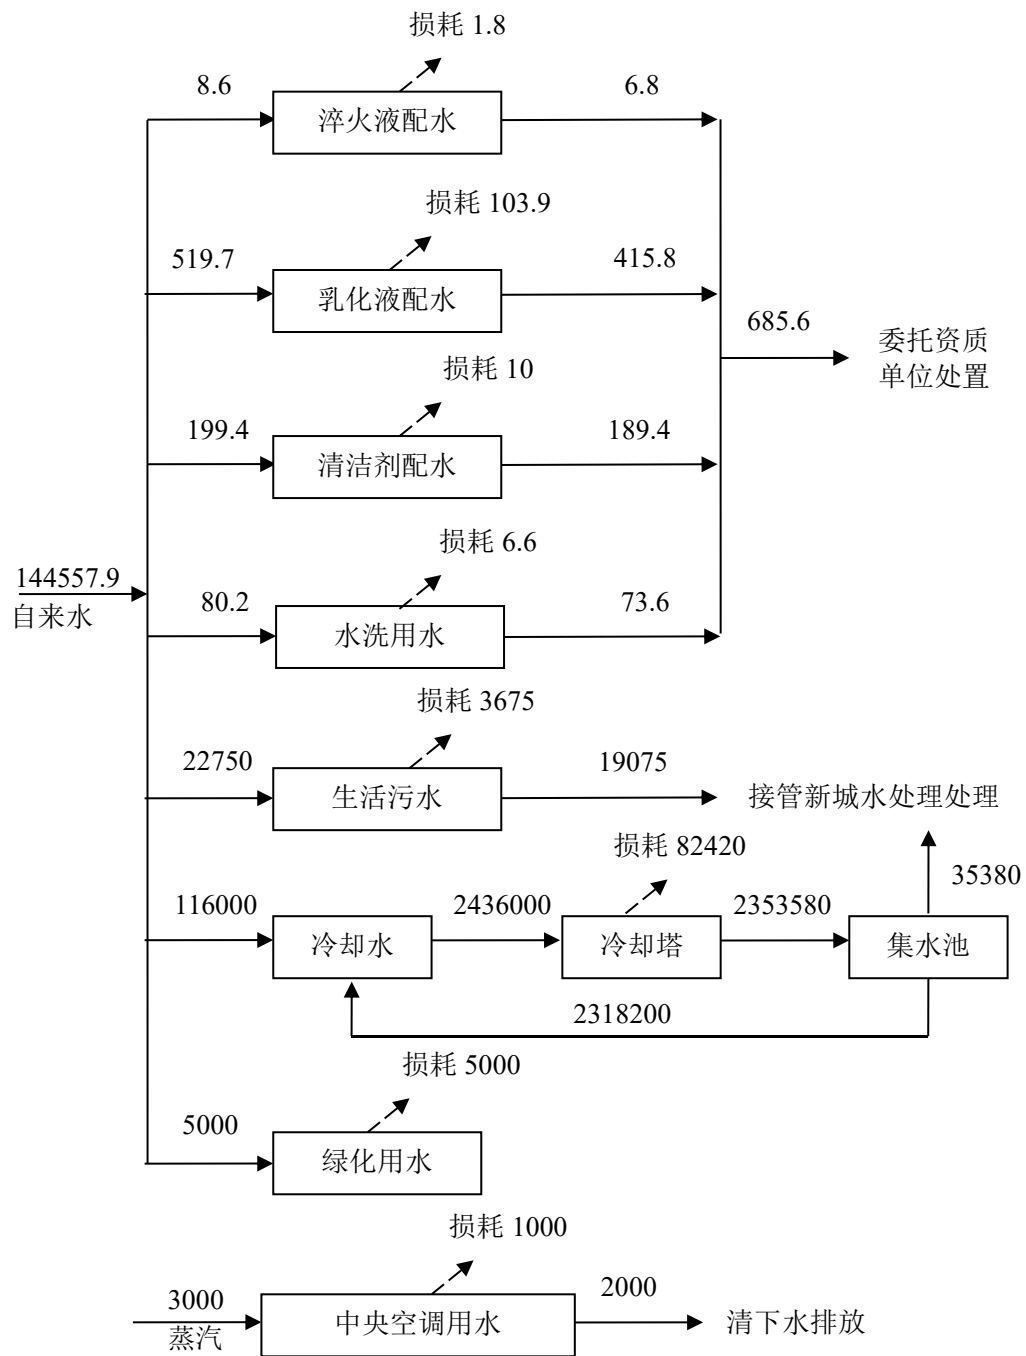 损耗 1.8
8.6
淬火液配水
6.8
损耗 103.9
519.7
乳化液配水
415.8
685.6
委托资质
单位处置
损耗 10
199.4
清洁剂配水
189.4
损耗 6.6
144557.9
自来水
80.2
水洗用水
73.6
损耗 3675
22750
生活污水
19075
接管新城水处理处理
损耗 82420
35380
116000
冷却水
2436000
冷却塔
2353580
集水池
2318200
损耗 5000
5000
绿化用水
损耗 1000
3000
蒸汽
中央空调用水
2000
清下水排放